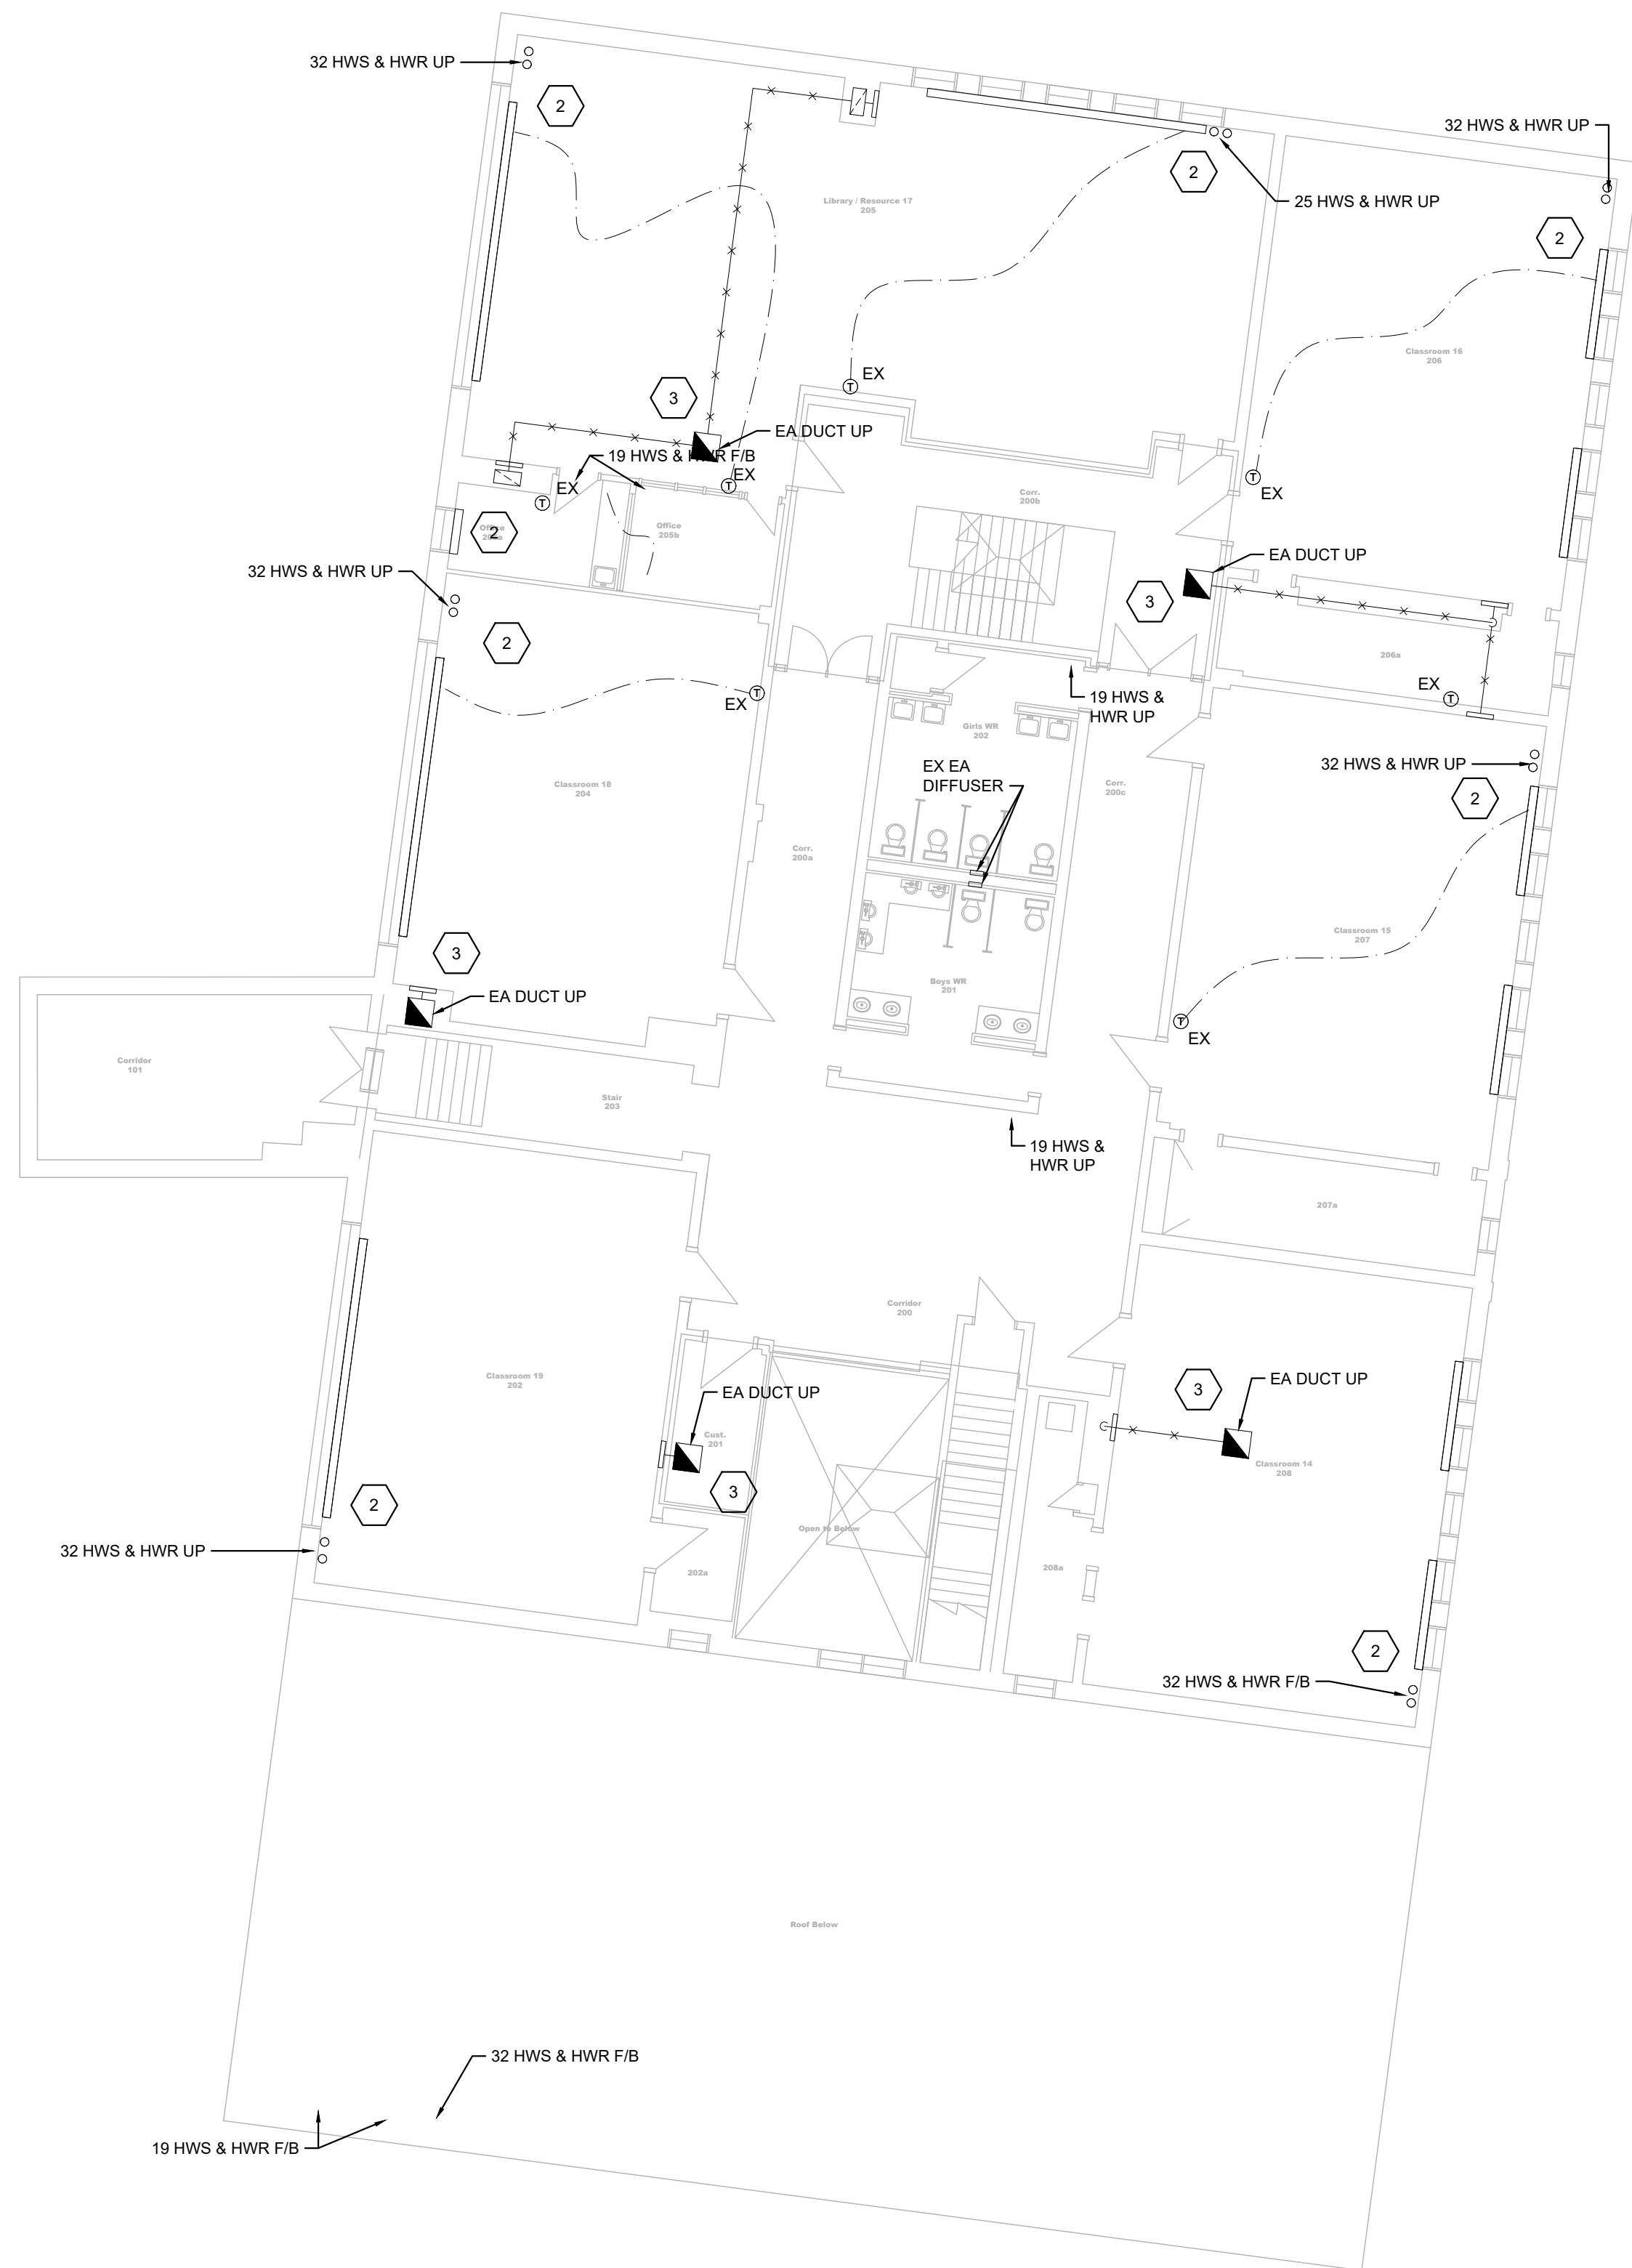 32 HWS & HWR UP
2
32 HWS & HWR UP
2
25 HWS & HWR UP
Library / Resource 17
205
2
Classroom 16
206
EX
T
3
EA DUCT UP
19 HWS & HWR F/B
EX
T
EX
T
T
EX
Corr.
200b
Office
2
Office
205b
EA DUCT UP
3
32 HWS & HWR UP
2
206a
EX
T
T
EX
19 HWS &
HWR UP
Girls WR
202
EX EA
DIFFUSER
32 HWS & HWR UP
2
Classroom 18
204
Corr.
200c
Corr.
200a
Classroom 15
207
3
EA DUCT UP
Boys WR
201
T
EX
Corridor
101
Stair
203
19 HWS &
HWR UP
207a
Corridor
200
Classroom 19
202
EA DUCT UP
3
EA DUCT UP
Cust.
201
Classroom 14
208
3
2
Open to Below
32 HWS & HWR UP
202a
208a
2
32 HWS & HWR F/B
Roof Below
32 HWS & HWR F/B
19 HWS & HWR F/B